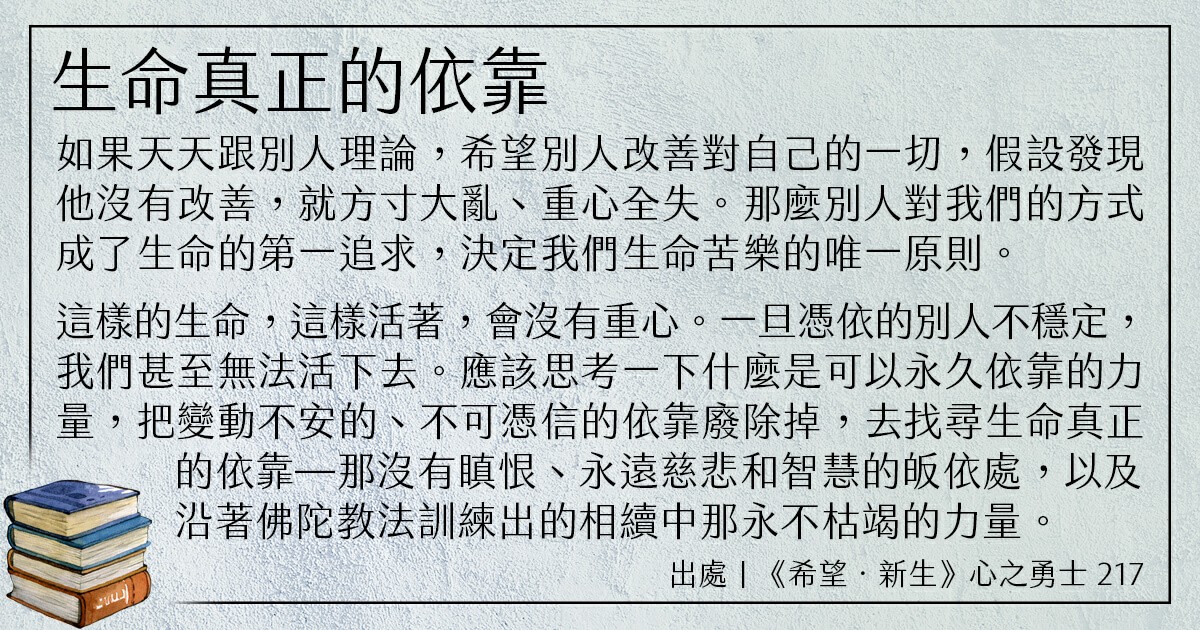 生命真正的依靠
如果天天跟別人理論，希望別人改善對自己的一切，假設發現
他沒有改善，就方寸大亂、重心全失。那麼別人對我們的方式
成了生命的第一追求，決定我們生命苦樂的唯一原則。
這樣的生命，這樣活著，會沒有重心。一旦憑依的別人不穩定，
我們甚至無法活下去。應該思考一下什麼是可以永久依靠的力
量，把變動不安的、不可憑信的依靠廢除掉，去找尋生命真正
的依靠—那沒有瞋恨、永遠慈悲和智慧的皈依處，以及
沿著佛陀教法訓練出的相續中那永不枯竭的力量。
出處 | 《希望．新生》心之勇士 217